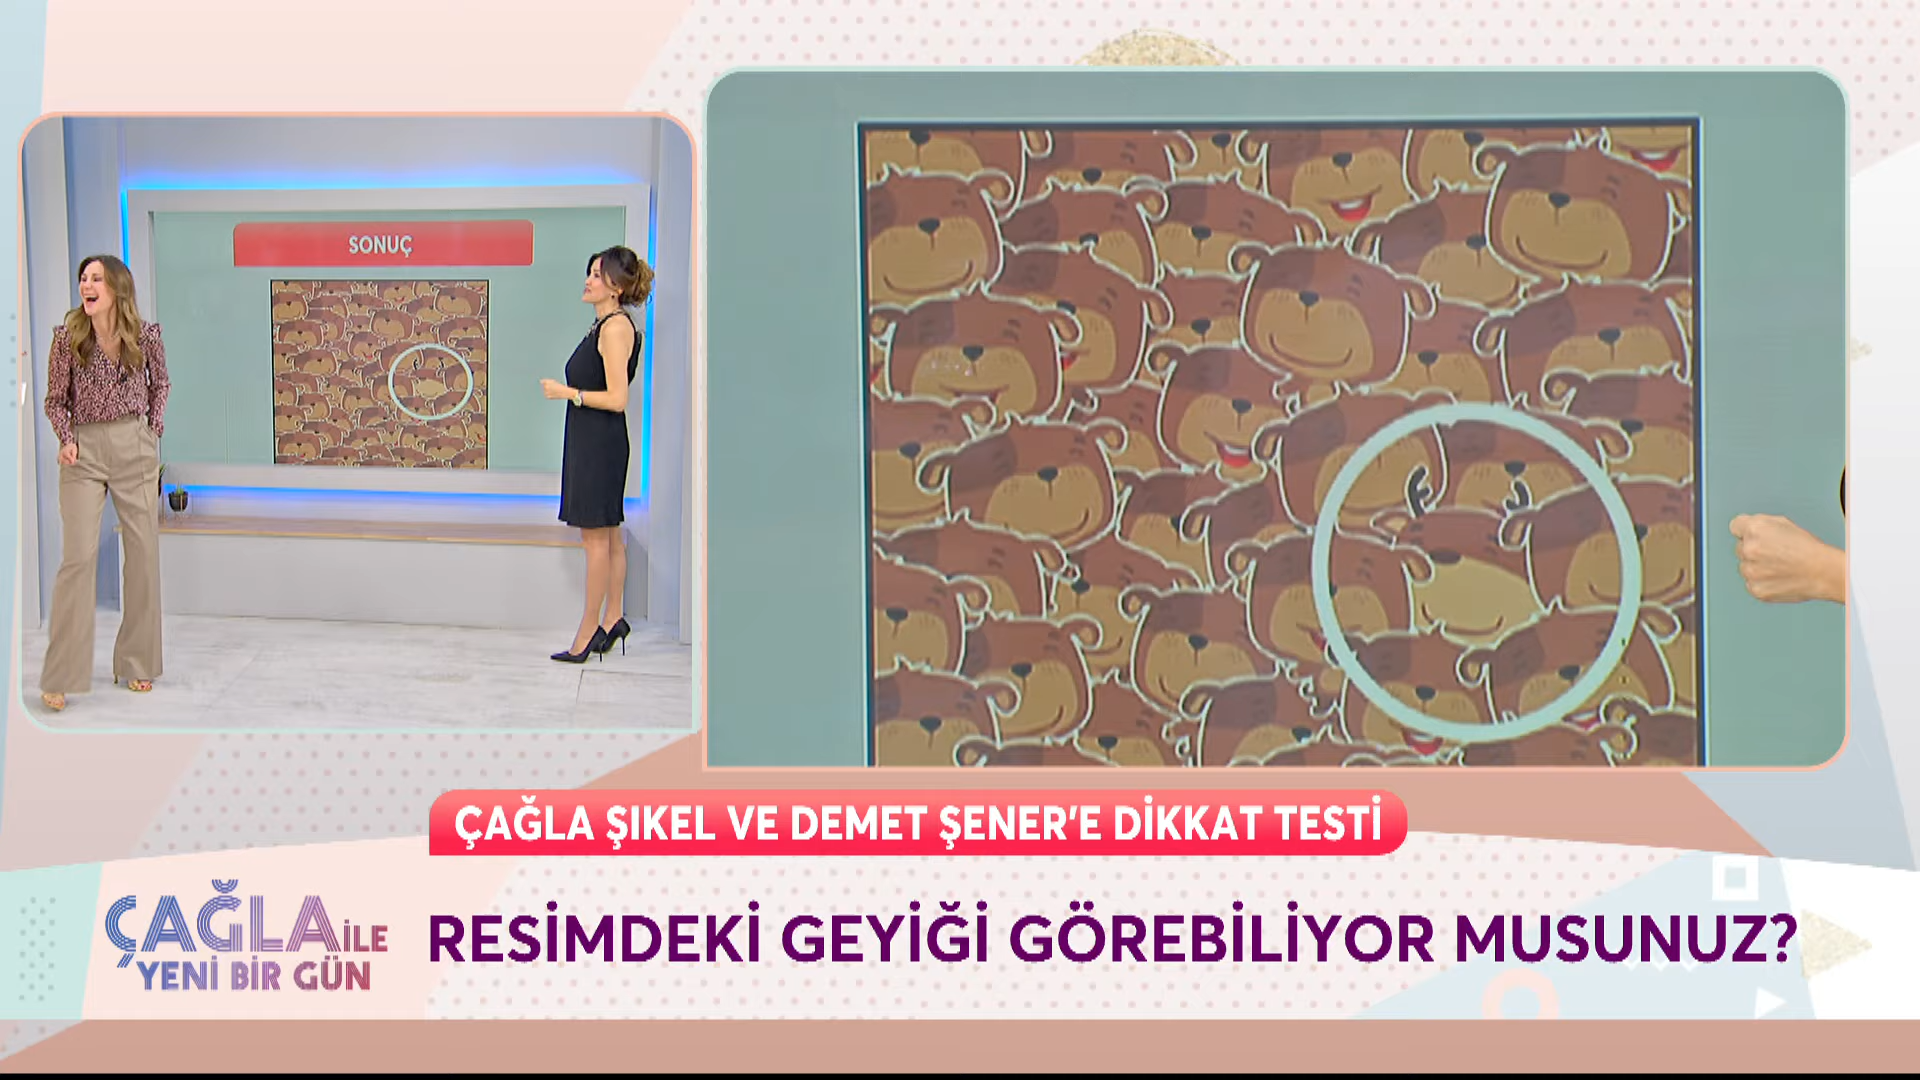 SONUÇ
ÇAĞLA ŞIKEL VE DEMET ŞENER'E DİKKAT TESTİ
ÇAĞLA İLE
YENİ BİR GÜN
RESİMDEKİ GEYİĞİ GÖREBİLİYOR MUSUNUZ?